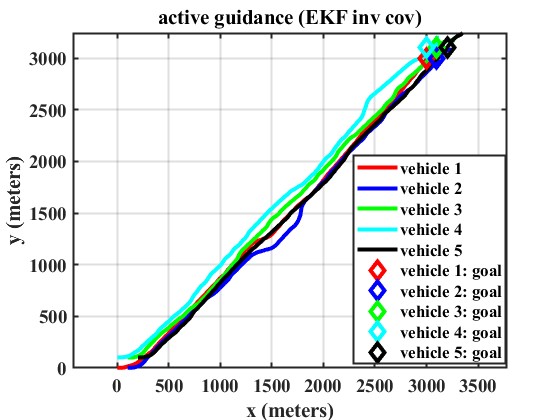 active guidance (EKF inv cov)
y (meters)
3000
2500
2000
1500
1000
500
0
vehicle 1
vehicle 2
vehicle 3
vehicle 4
vehicle 5
vehicle 1: goal
vehicle 2: goal
vehicle 3: goal
vehicle 4: goal
vehicle 5: goal
0 500 1000 1500 2000 2500 3000 3500
x (meters)